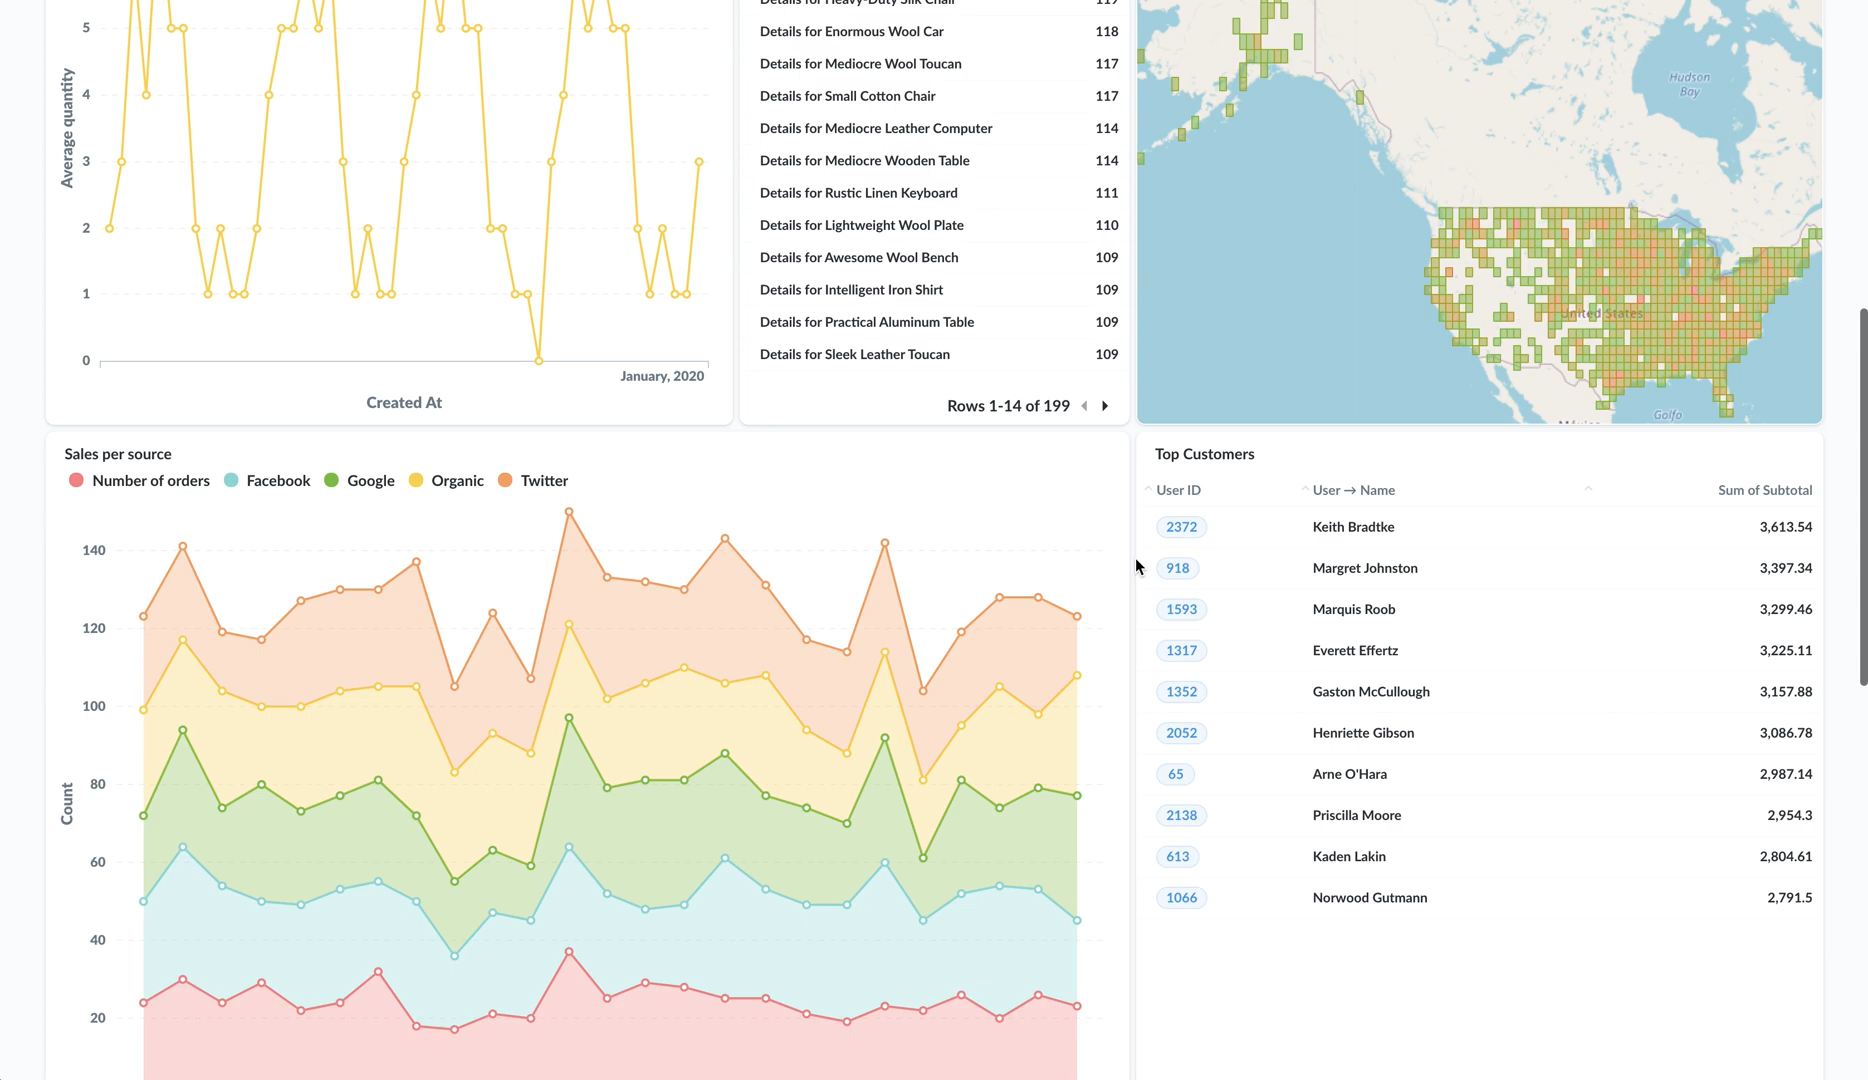 5
4
3
2
1
0
Average quantity
January, 2020
Created At
Details for Heavy-Duty Silk Chair 119
Details for Enormous Wool Car 118
Details for Mediocre Wool Toucan 117
Details for Small Cotton Chair 117
Details for Mediocre Leather Computer 114
Details for Mediocre Wooden Table 114
Details for Rustic Linen Keyboard 111
Details for Lightweight Wool Plate 110
Details for Awesome Wool Bench 109
Details for Intelligent Iron Shirt 109
Details for Practical Aluminum Table 109
Details for Sleek Leather Toucan 109
Rows 1-14 of 199
Hudson
Bay
United States
Golfo
México
Sales per source
Number of orders Facebook Google Organic Twitter
140
120
100
80
60
40
20
Count
Top Customers
User ID User → Name Sum of Subtotal
2372 Keith Bradtke 3,613.54
918 Margret Johnston 3,397.34
1593 Marquis Roob 3,299.46
1317 Everett Effertz 3,225.11
1352 Gaston McCullough 3,157.88
2052 Henriette Gibson 3,086.78
65 Arne O'Hara 2,987.14
2138 Priscilla Moore 2,954.3
613 Kaden Lakin 2,804.61
1066 Norwood Gutmann 2,791.5